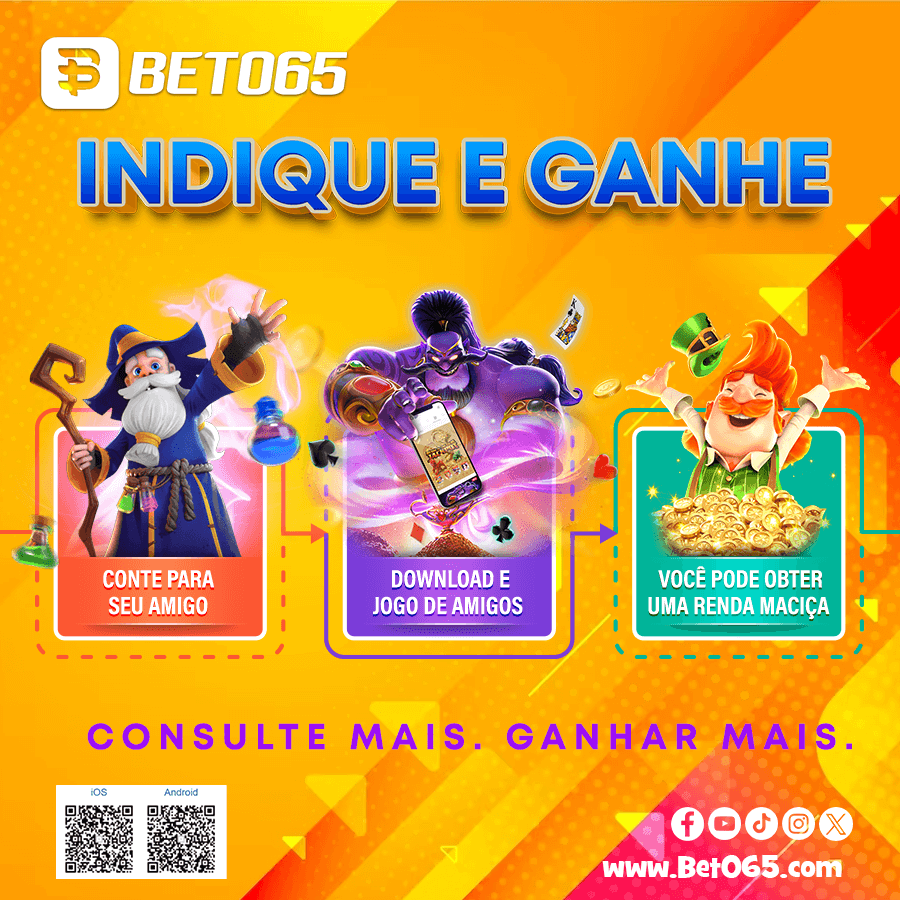 BET065
INDIQUE E GANHE
CONTE PARA
SEU AMIGO
DOWNLOAD E
JOGO DE AMIGOS
VOCÊ PODE OBTER
UMA RENDA MACIÇA
CONSULTE MAIS. GANHAR MAIS.
iOS
Android
www.Bet065.com